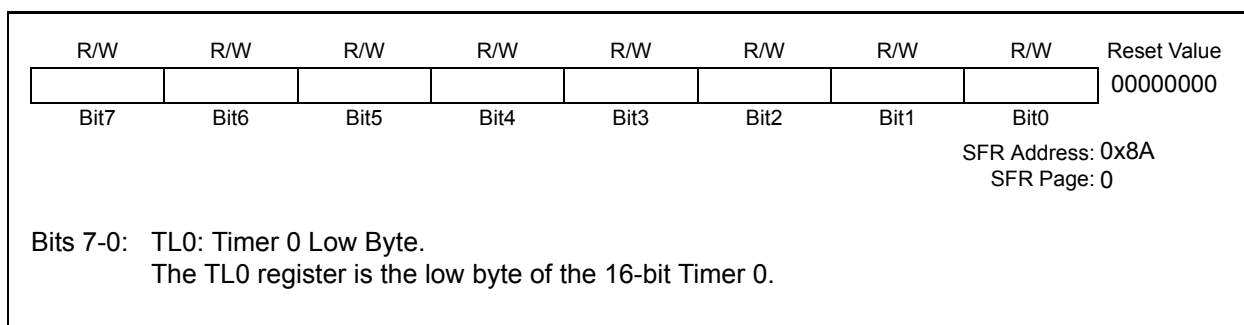 R/W R/W R/W R/W R/W R/W R/W R/W Reset Value
00000000
Bit7 Bit6 Bit5 Bit4 Bit3 Bit2 Bit1 Bit0
SFR Address: 0x8A
SFR Page: 0
Bits 7-0: TL0: Timer 0 Low Byte.
The TL0 register is the low byte of the 16-bit Timer 0.